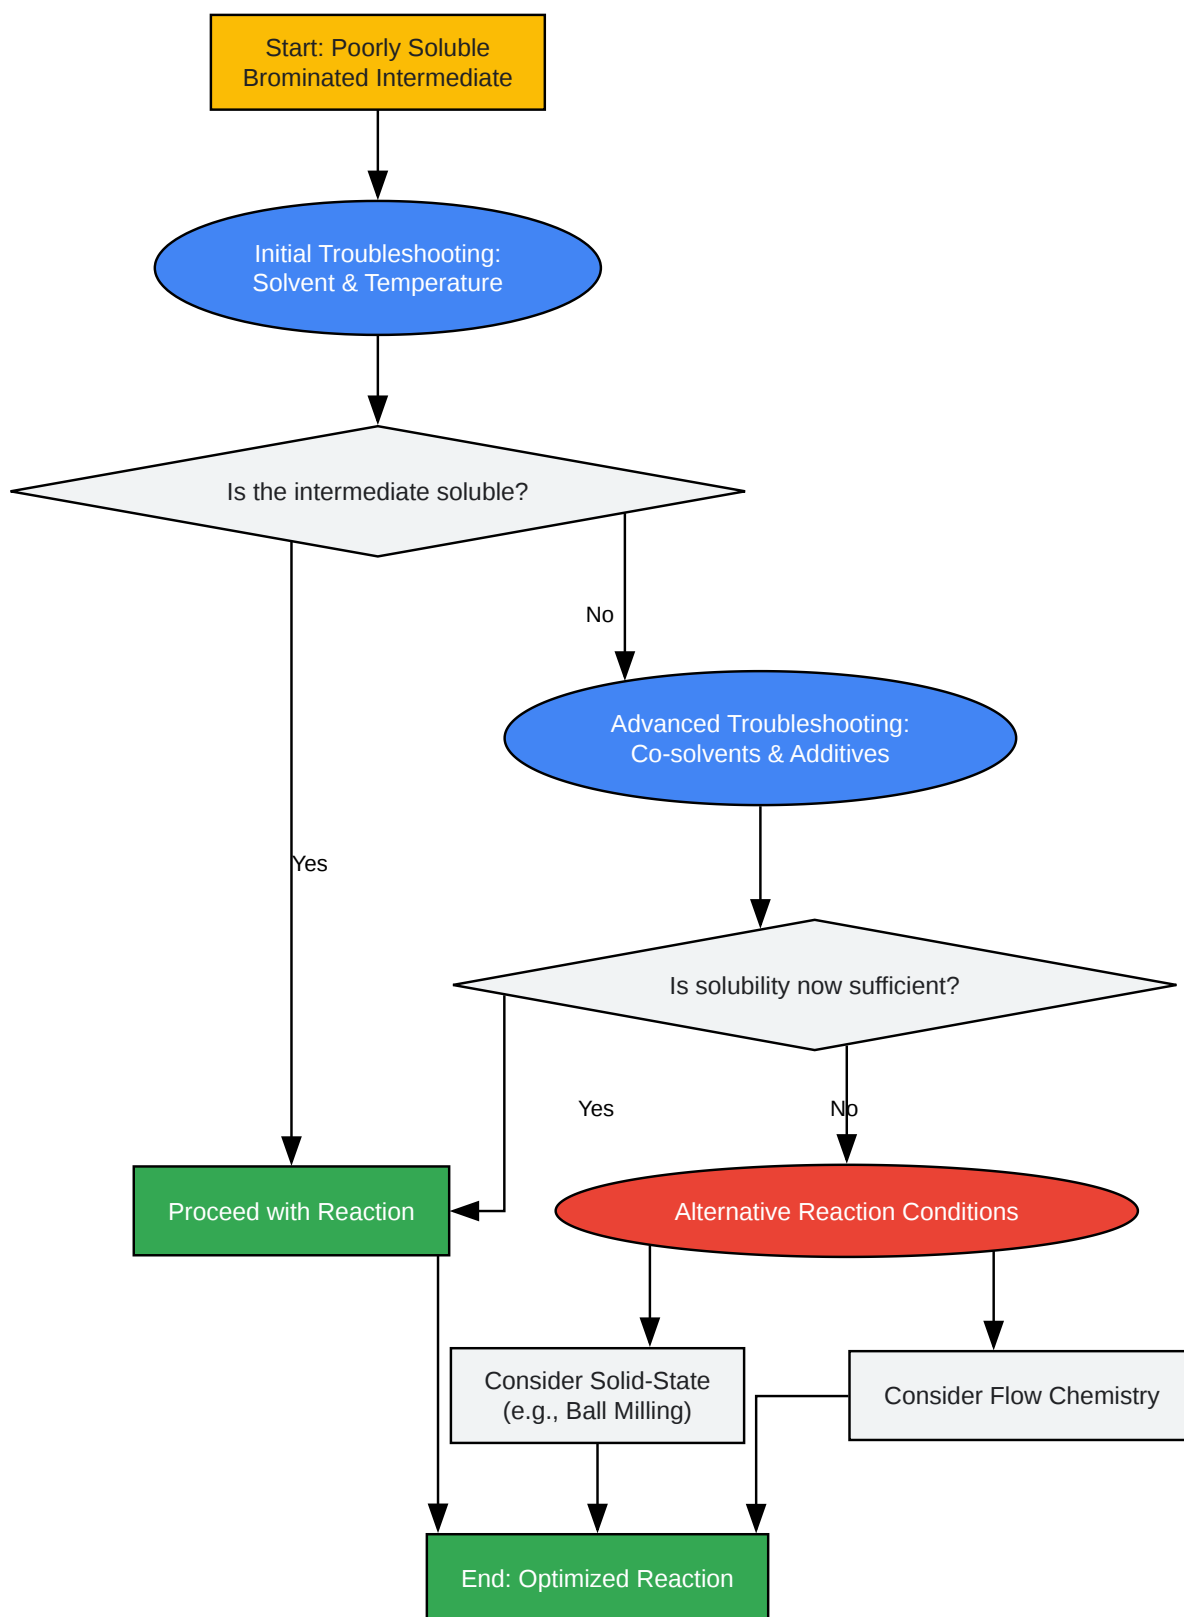 Start: Poorly Soluble
Brominated Intermediate
Initial Troubleshooting:
Solvent & Temperature
Is the intermediate soluble?
No
Advanced Troubleshooting:
Co-solvents & Additives
Yes
Is solubility now sufficient?
Yes
No
Proceed with Reaction
Alternative Reaction Conditions
Consider Solid-State
(e.g., Ball Milling)
Consider Flow Chemistry
End: Optimized Reaction